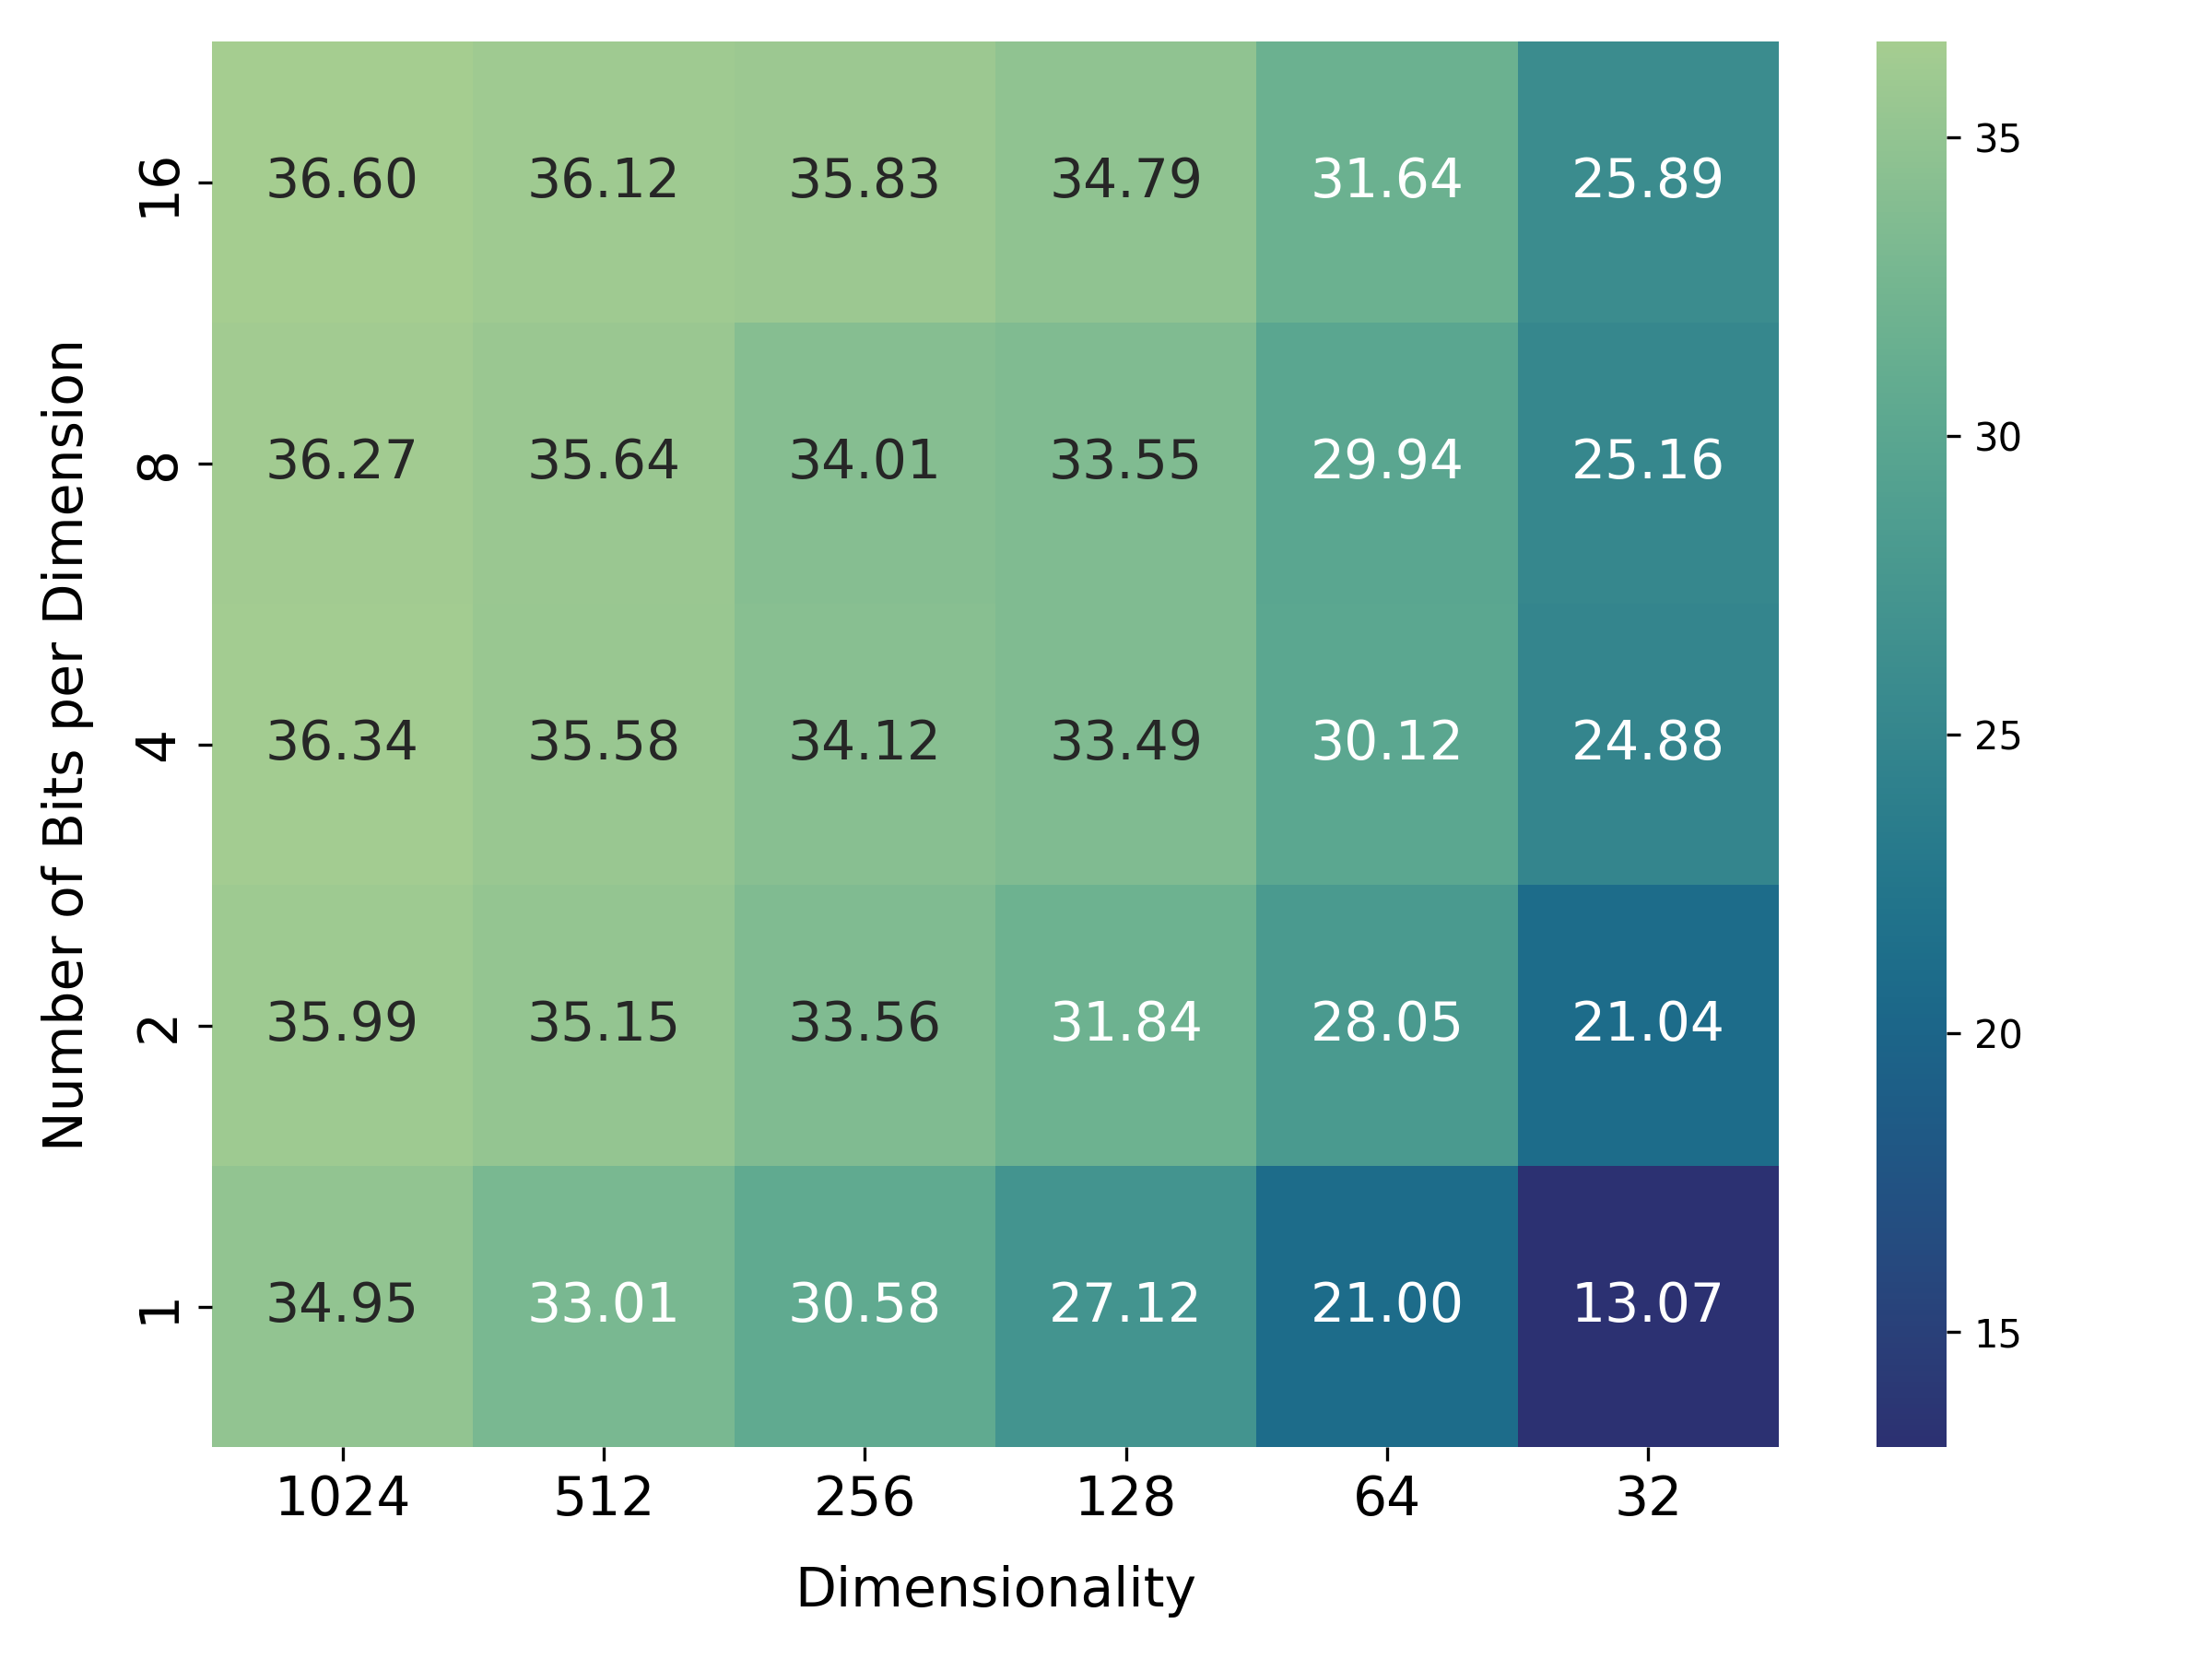 Number of Bits per Dimension
16 36.60 36.12 35.83 34.79 31.64 25.89
8 36.27 35.64 34.01 33.55 29.94 25.16
4 36.34 35.58 34.12 33.49 30.12 24.88
2 35.99 35.15 33.56 31.84 28.05 21.04
1 34.95 33.01 30.58 27.12 21.00 13.07
1024 512 256 128 64 32
Dimensionality
35
30
25
20
15